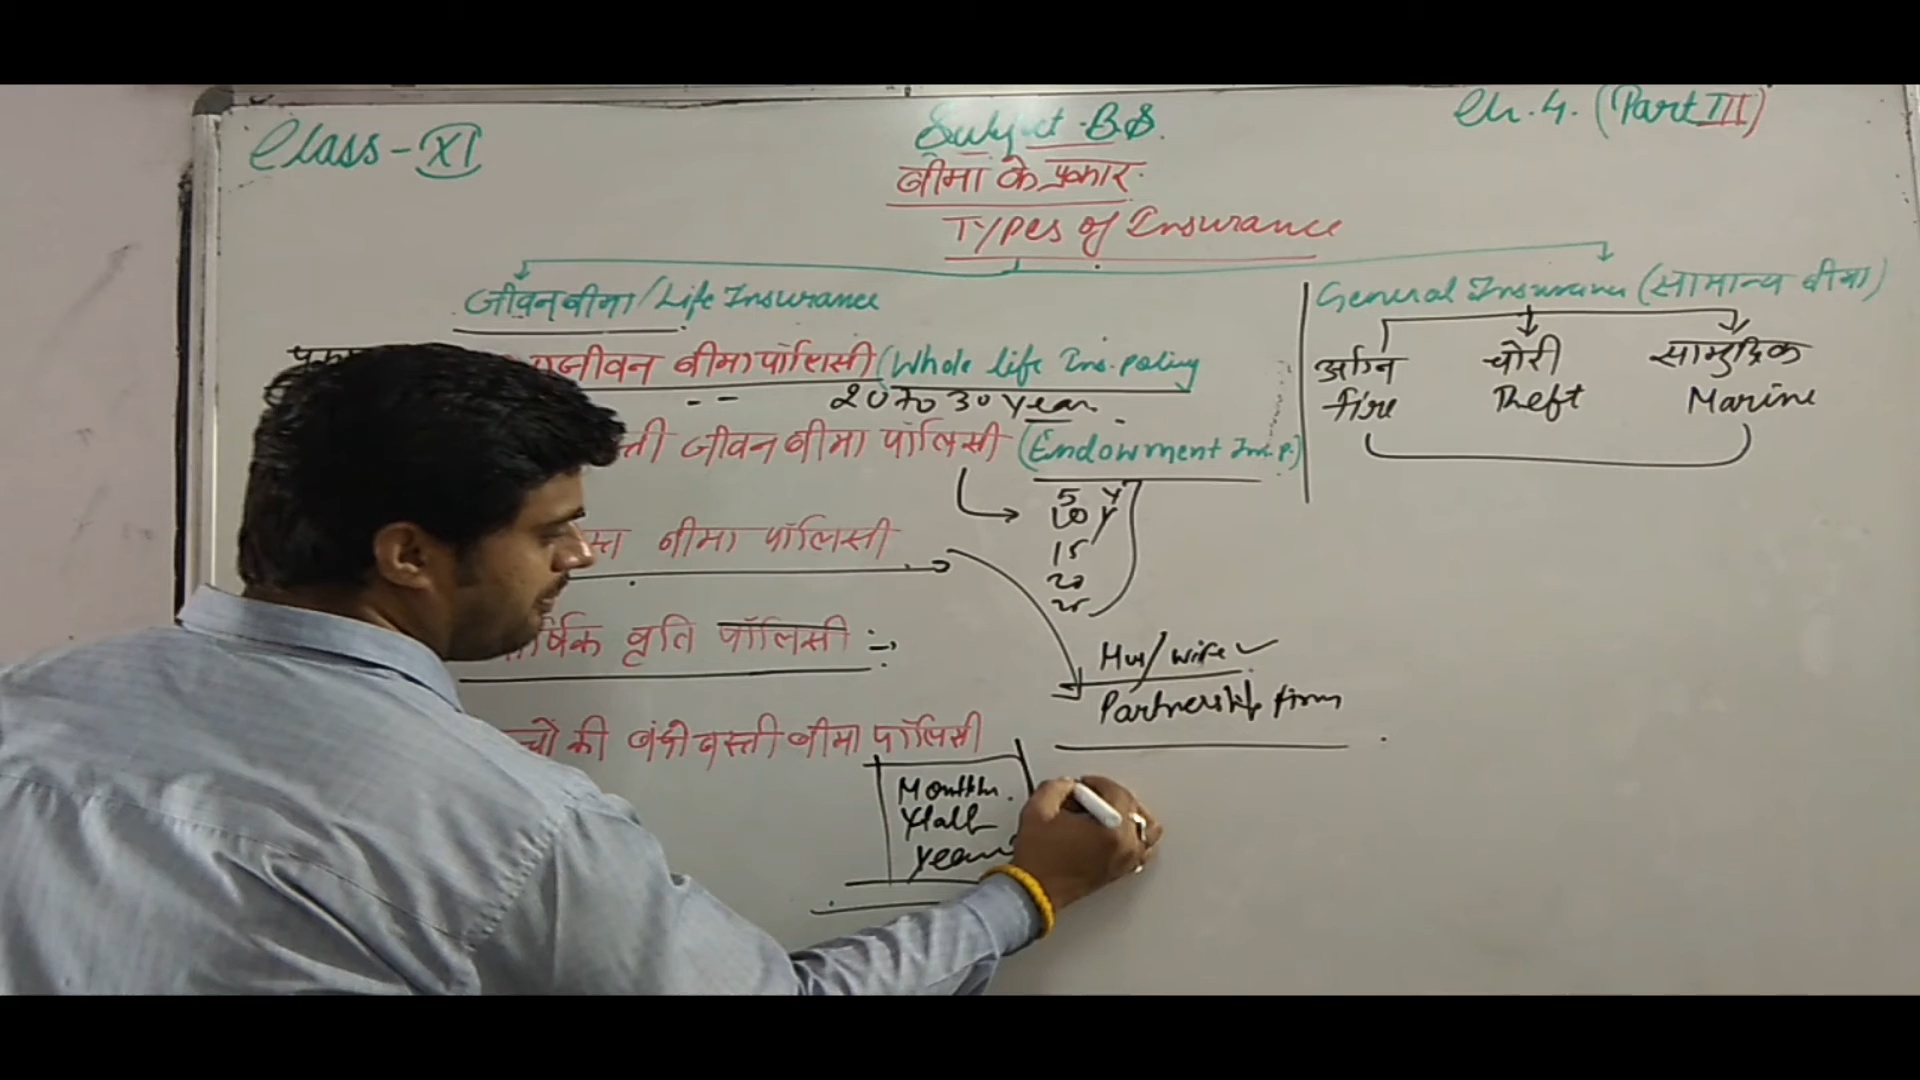 Class - XI
Subject - B.S.
Ch. 4. (Part III)
बीमा के प्रकार
Types of Insurance
जीवन बीमा / Life Insurance
General Insurance (सामान्य बीमा)
जीवन बीमा पॉलिसी (Whole life Ins. policy
20 To 30 Year
अग्नि चोरी सामुद्रिक
fire Theft Marine
जीवन बीमा पॉलिसी (Endowment Ins. P.)
5 Y
10 Y
15
20
25
बीमा पॉलिसी
वृति पॉलिसी :-
Hus/wife ✓
Partnership firm
की बंदोबस्ती बीमा पॉलिसी
Month.
Half
Year